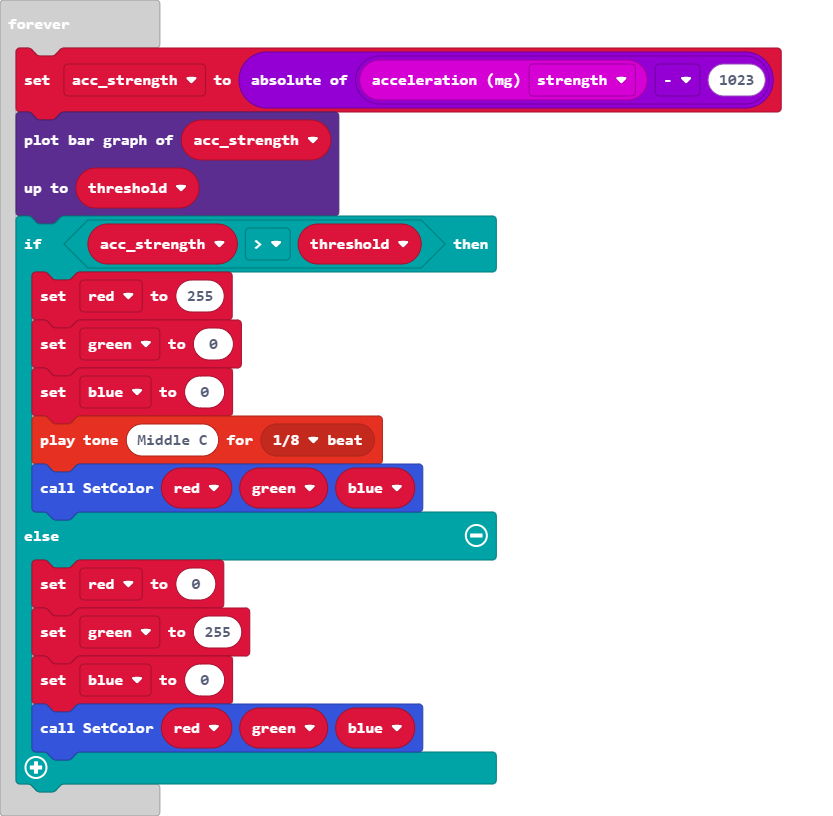 forever
set acc_strength to absolute of acceleration (mg) strength - 1023
plot bar graph of acc_strength
up to threshold
if acc_strength > threshold then
set red to 255
set green to 0
set blue to 0
play tone Middle C for 1/8 beat
call SetColor red green blue
else
set red to 0
set green to 255
set blue to 0
call SetColor red green blue